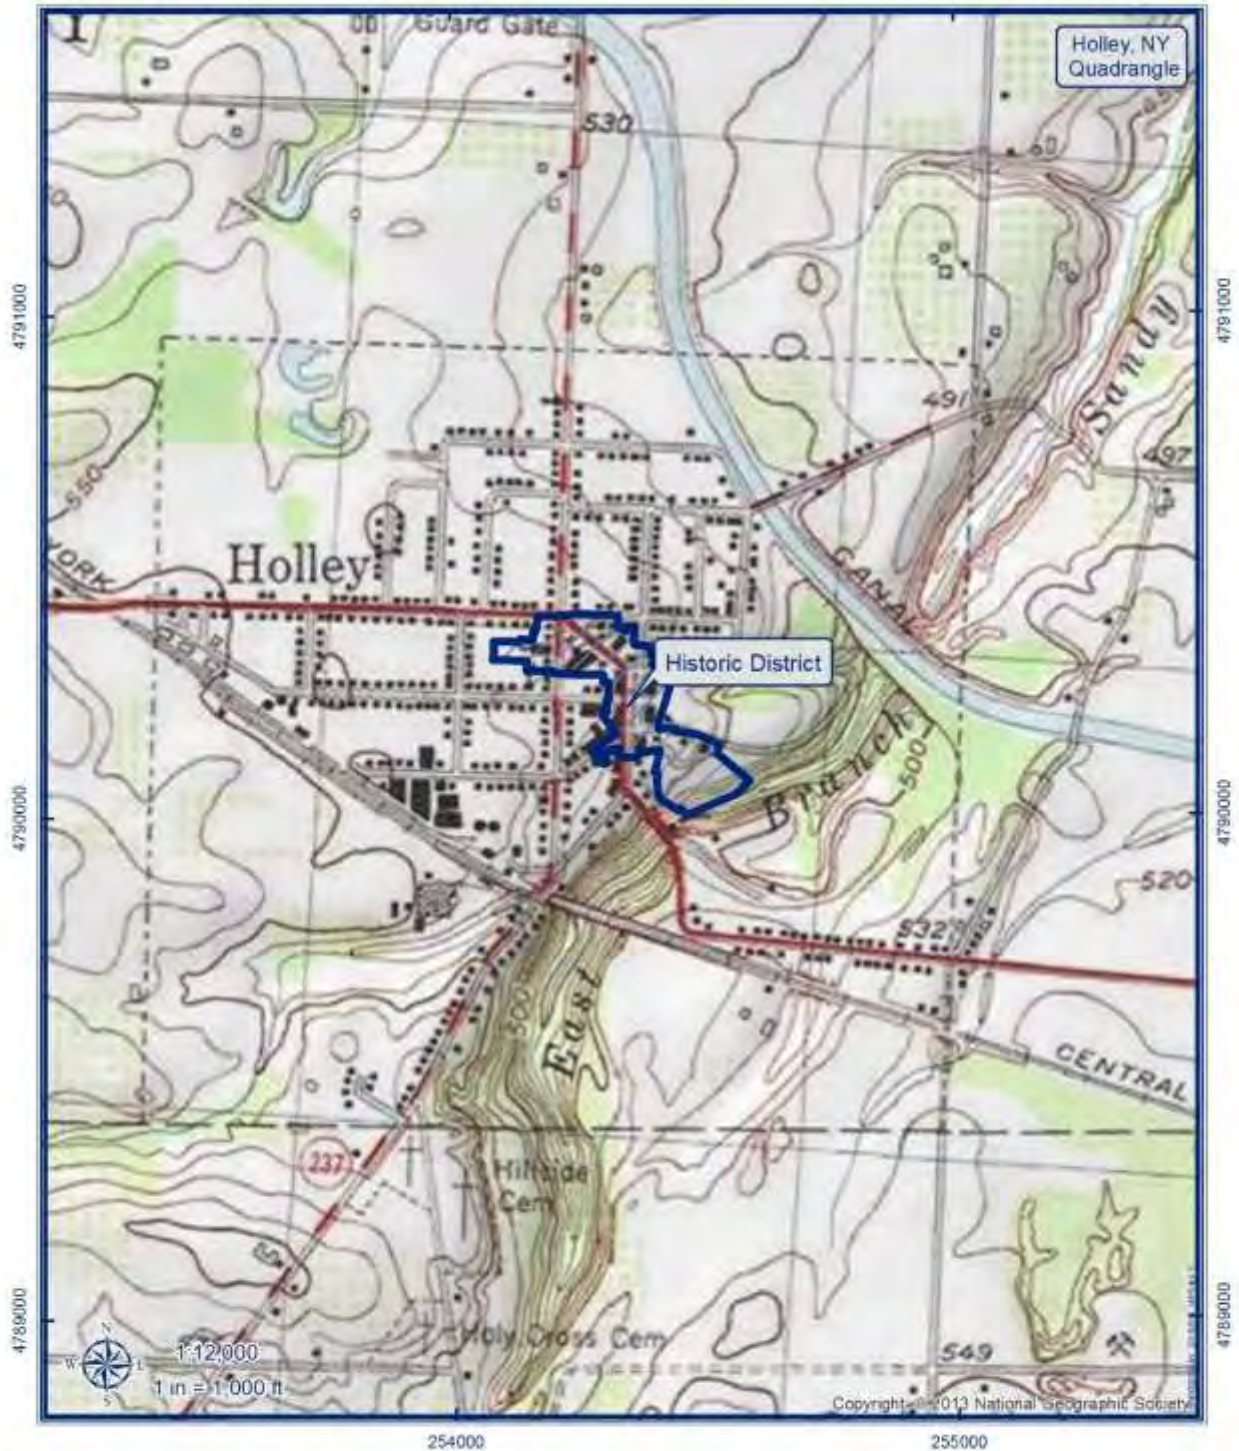 Guard Gate
Holley, NY
Quadrangle
530
4791000
4791000
491
Sandy
497
550
YORK
Holley
CANAL
Historic District
Branch
500
4790000
4790000
520
532
East
500
CENTRAL
237
Hillside
Cem
4789000
4789000
N
W
E
S
1:12,000
1 in = 1,000 ft
Holy Cross Cem
549
Copyright:© 2013 National Geographic Society
254000
255000